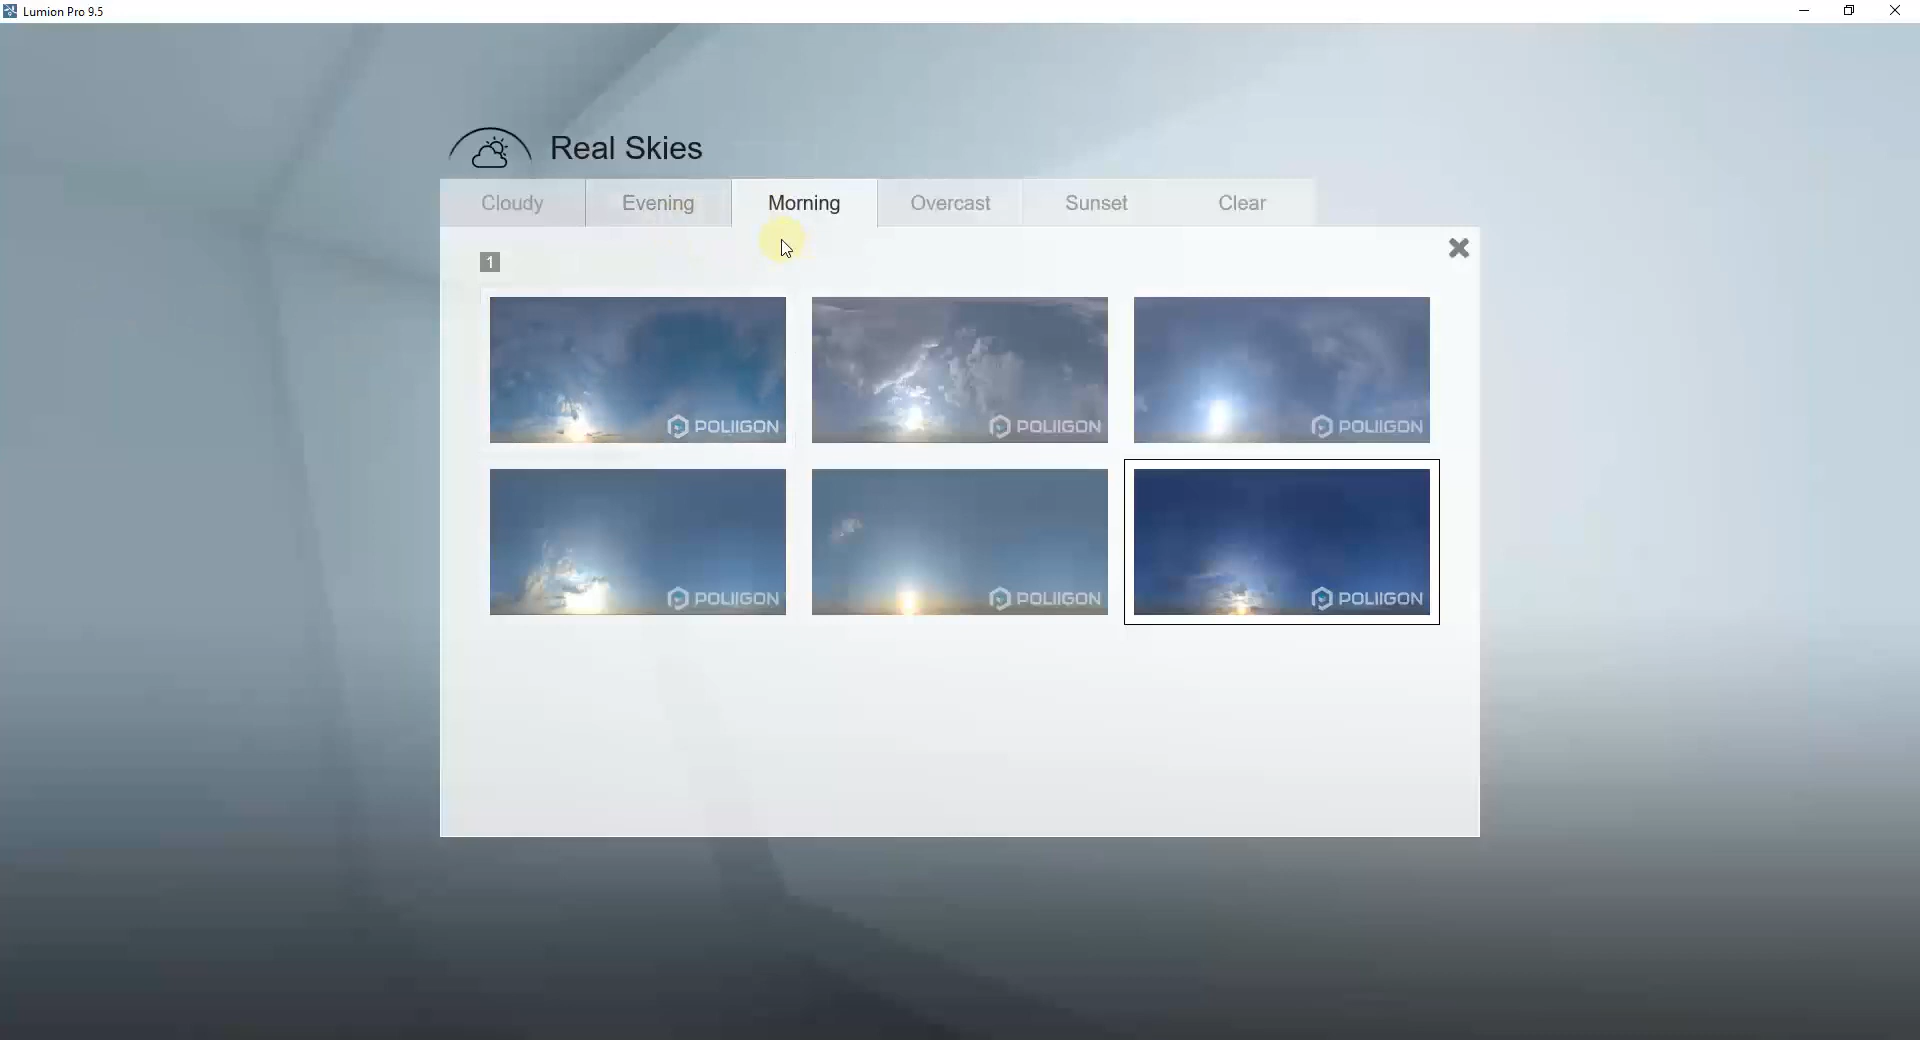 Lumion Pro 9.5
Real Skies
Cloudy Evening Morning Overcast Sunset Clear
1
POLIIGON POLIIGON POLIIGON
POLIIGON POLIIGON POLIIGON